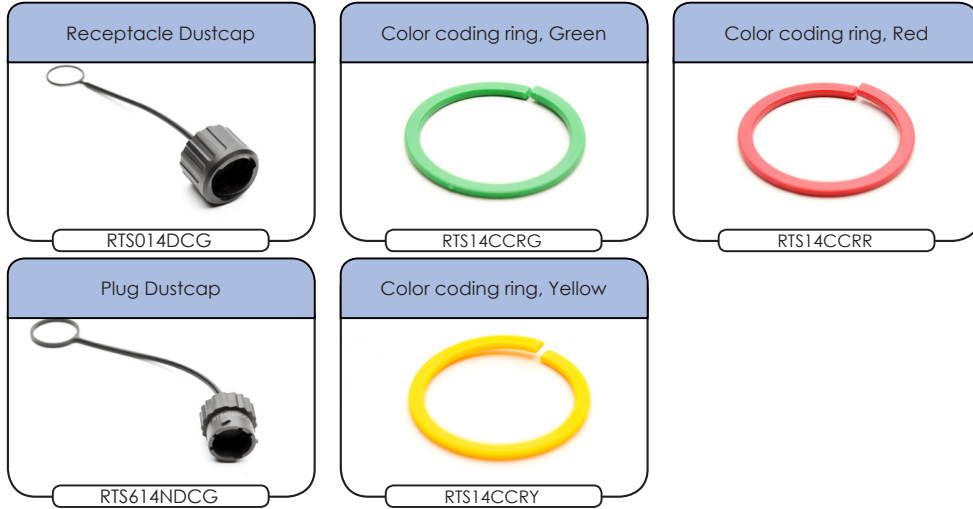 Receptacle Dustcap
Color coding ring, Green
Color coding ring, Red
RTS014DCG
RTS14CCRG
RTS14CCRR
Plug Dustcap
Color coding ring, Yellow
RTS614NDCG
RTS14CCRY